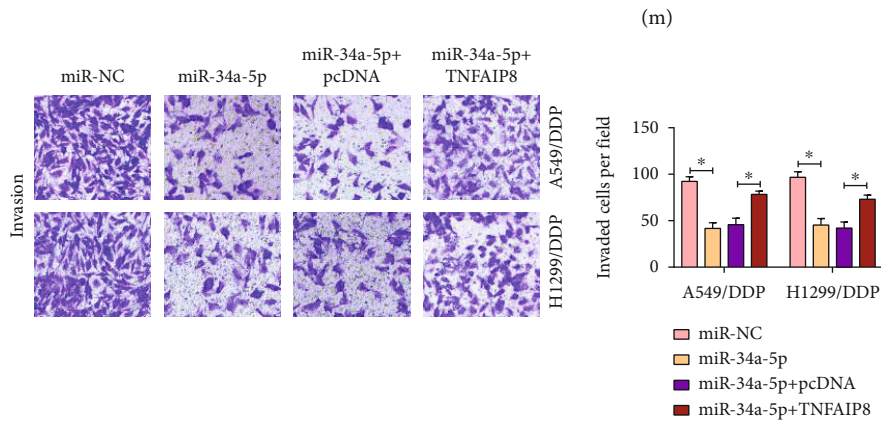 (m)
miR-NC
miR-34a-5p
miR-34a-5p+
pcDNA
miR-34a-5p+
TNFAIP8
Invasion
A549/DDP
H1299/DDP
Invaded cells per field
150
100
50
0
*
*
*
*
A549/DDP
H1299/DDP
miR-NC
miR-34a-5p
miR-34a-5p+pcDNA
miR-34a-5p+TNFAIP8